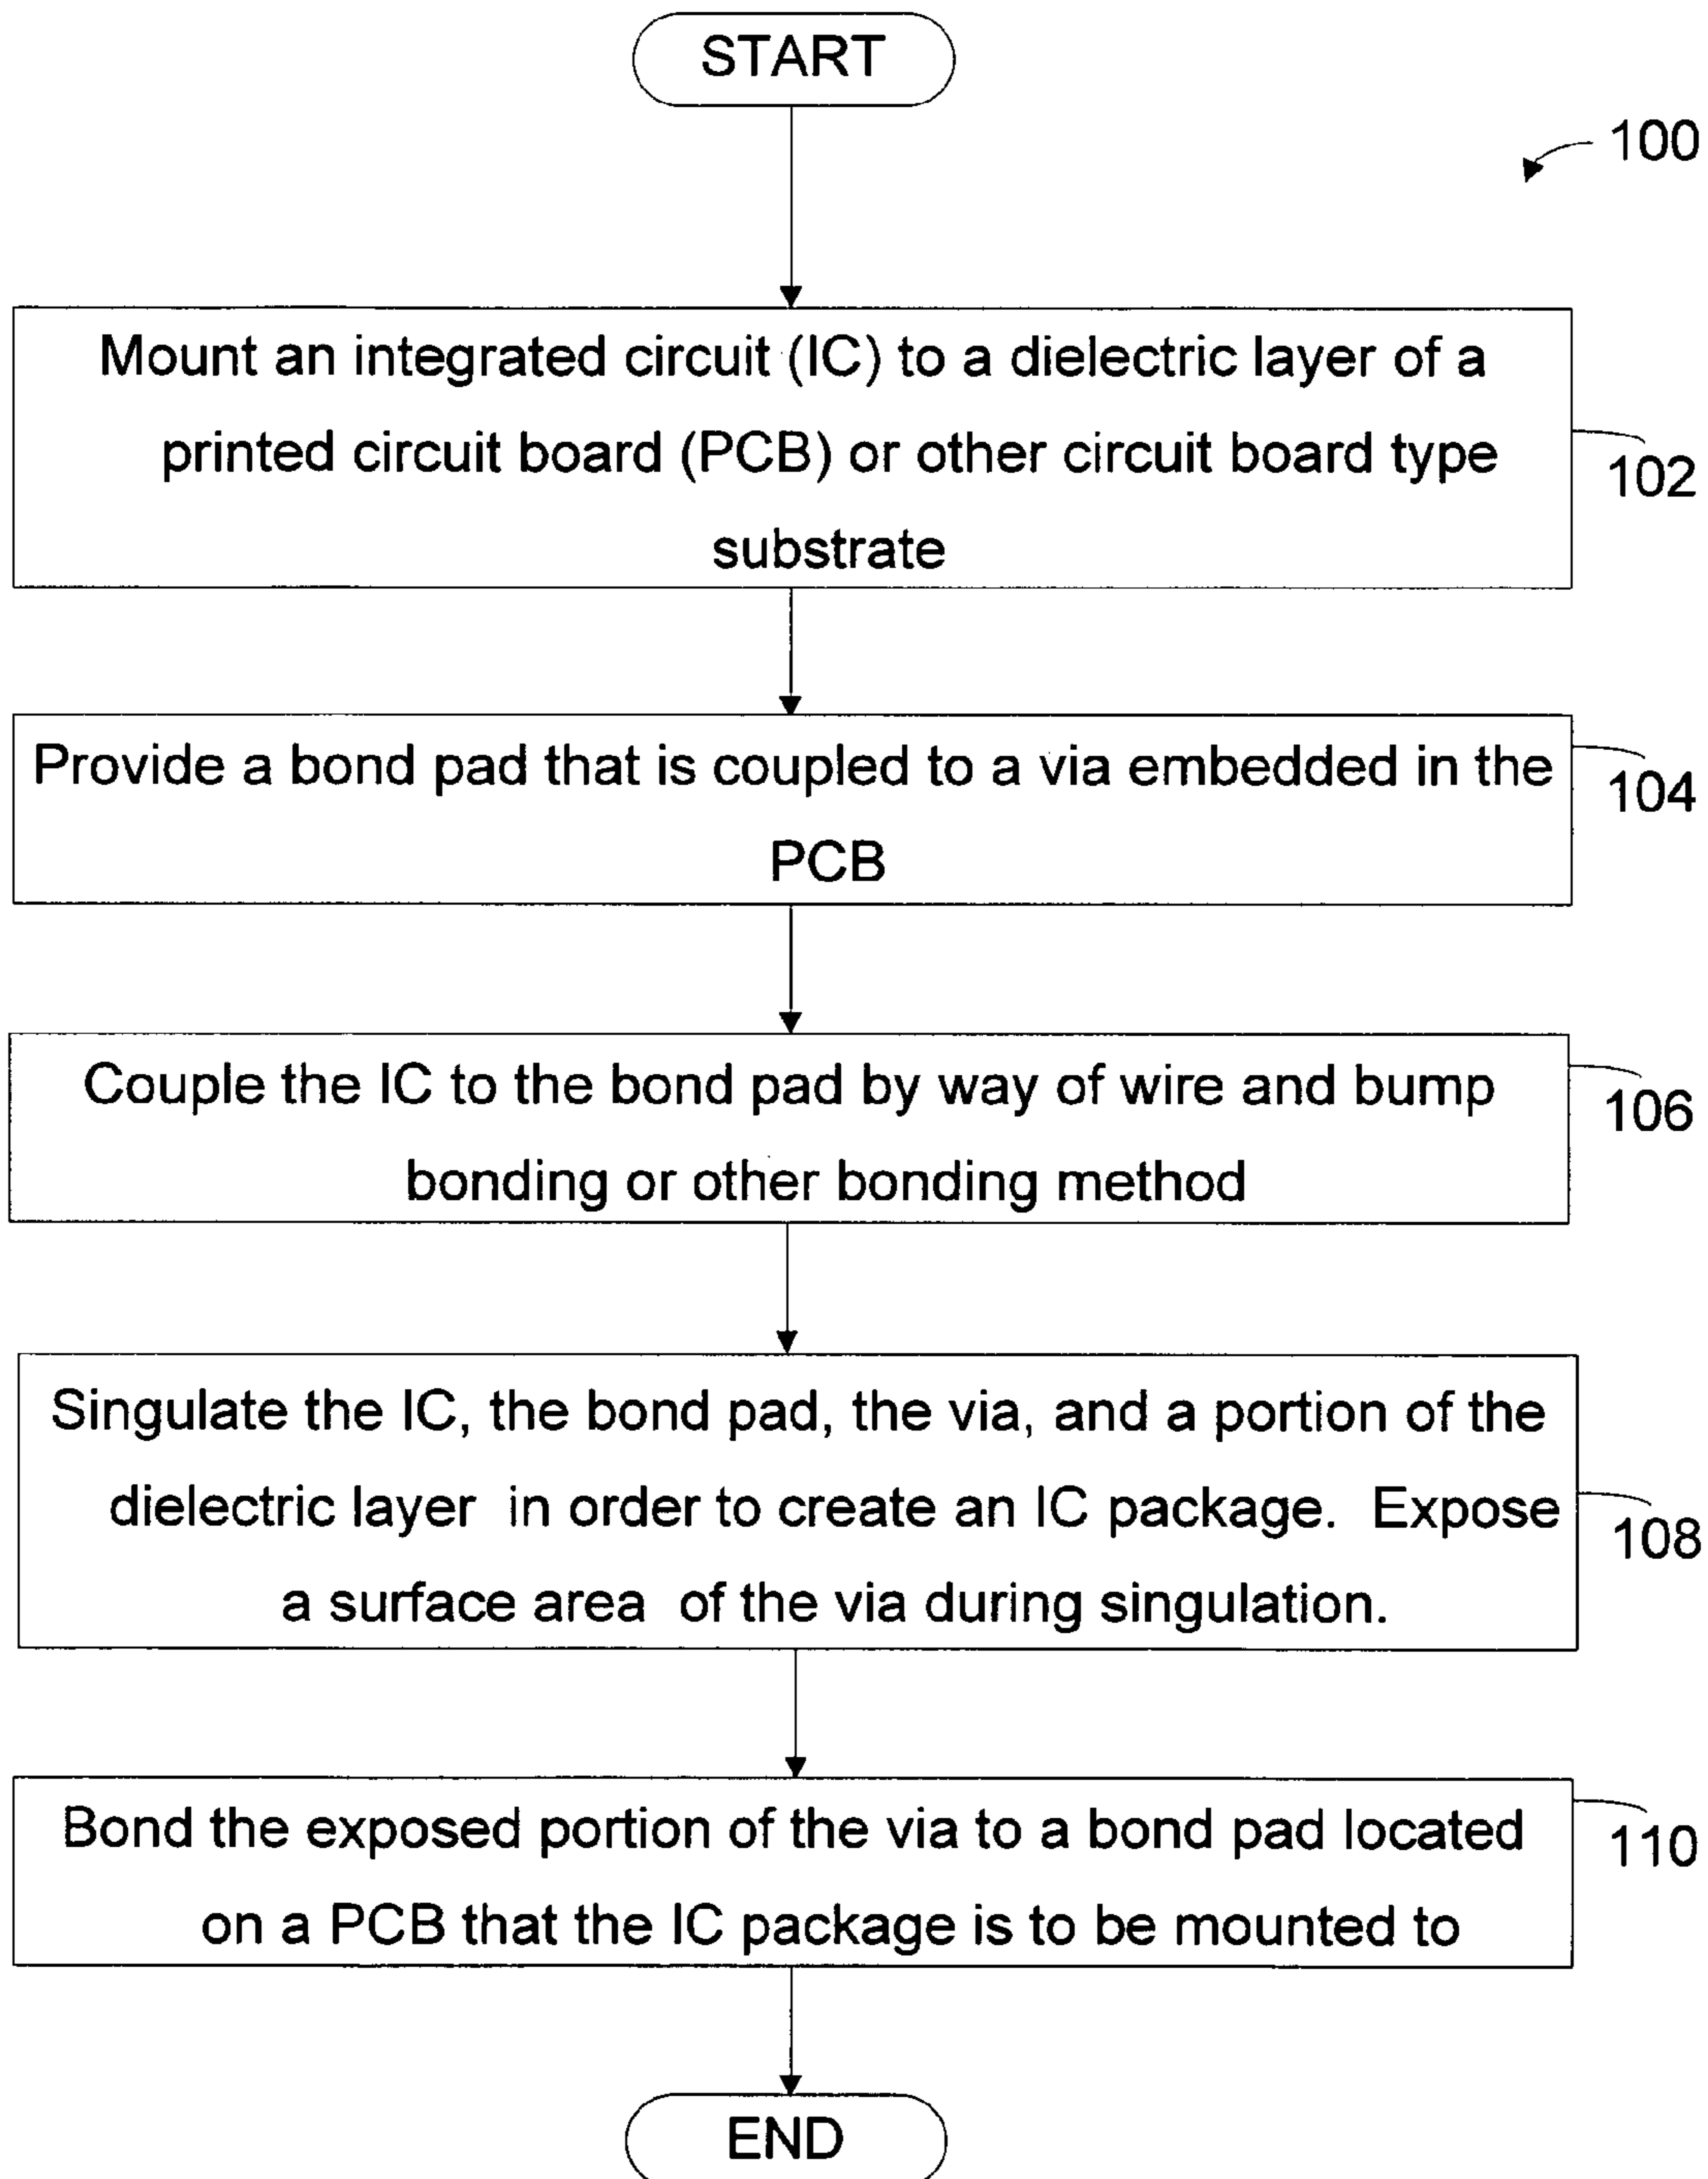 START
100
Mount an integrated circuit (IC) to a dielectric layer of a
printed circuit board (PCB) or other circuit board type
substrate
102
Provide a bond pad that is coupled to a via embedded in the
PCB
104
Couple the IC to the bond pad by way of wire and bump
bonding or other bonding method
106
Singulate the IC, the bond pad, the via, and a portion of the
dielectric layer in order to create an IC package. Expose
a surface area of the via during singulation.
108
Bond the exposed portion of the via to a bond pad located
on a PCB that the IC package is to be mounted to
110
END